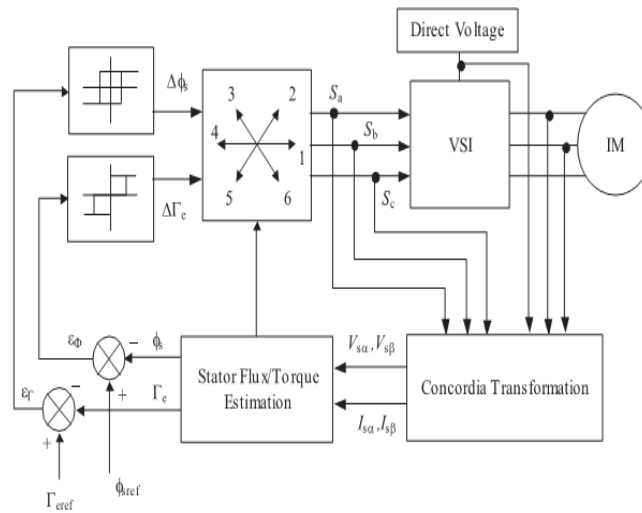 Direct Voltage
Δϕs
3 2
Sa
4 1
Sb
VSI
IM
5 6
ΔΓe
Sc
εΦ
−
ϕs
Stator Flux/Torque
Estimation
Vsα,Vsβ
Concordia Transformation
εΓ
−
+
Γe
Isα,Isβ
+
Γeref
ϕsref